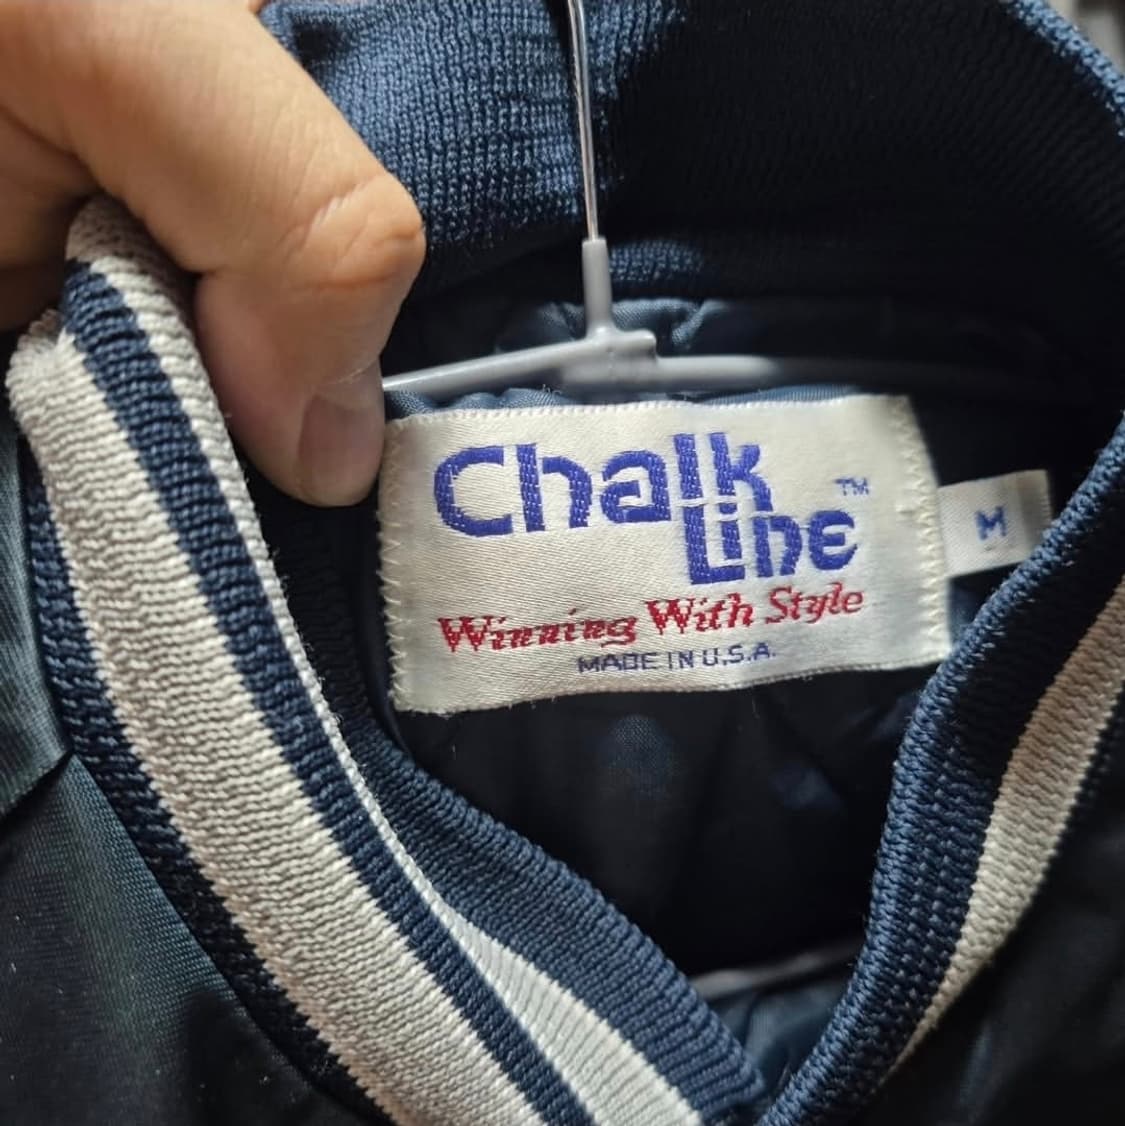 Chalk
Line ™
Winning With Style
MADE IN U.S.A.
M